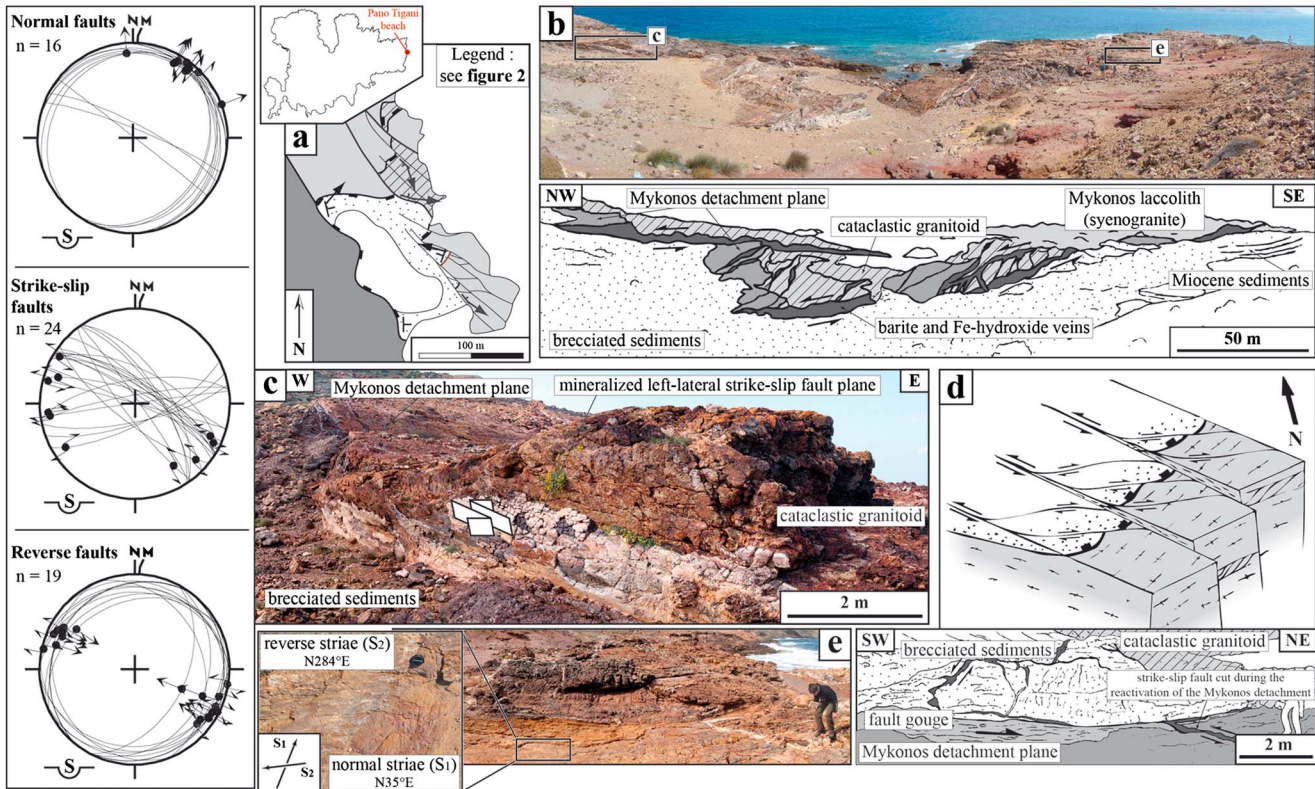 Normal faults
n = 16
NM
S
Strike-slip
faults
n = 24
NM
S
Reverse faults
n = 19
NM
S
Pano Tigani
beach
Legend :
see figure 2
a
N
100 m
b
c
e
NW
SE
Mykonos detachment plane
cataclastic granitoid
Mykonos laccolith
(syenogranite)
Miocene sediments
barite and Fe-hydroxide veins
brecciated sediments
50 m
c
W
E
Mykonos detachment plane
mineralized left-lateral strike-slip fault plane
cataclastic granitoid
brecciated sediments
2 m
d
N
reverse striae (S2)
N284°E
S1
S2
normal striae (S1)
N35°E
e
SW
NE
brecciated sediments
cataclastic granitoid
strike-slip fault cut during the
reactivation of the Mykonos detachment
fault gouge
Mykonos detachment plane
2 m